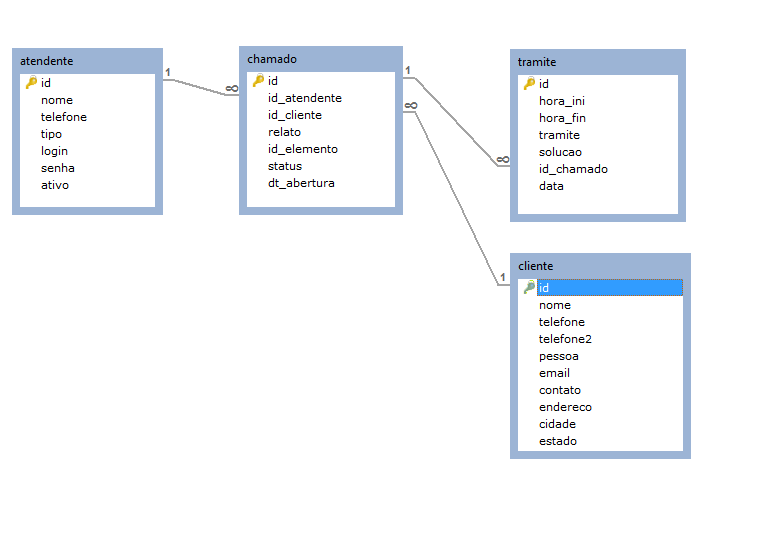 atendente
id
nome
telefone
tipo
login
senha
ativo
1
∞
chamado
id
id_atendente
id_cliente
relato
id_elemento
status
dt_abertura
1
∞
∞
1
tramite
id
hora_ini
hora_fin
tramite
solucao
id_chamado
data
cliente
id
nome
telefone
telefone2
pessoa
email
contato
endereco
cidade
estado